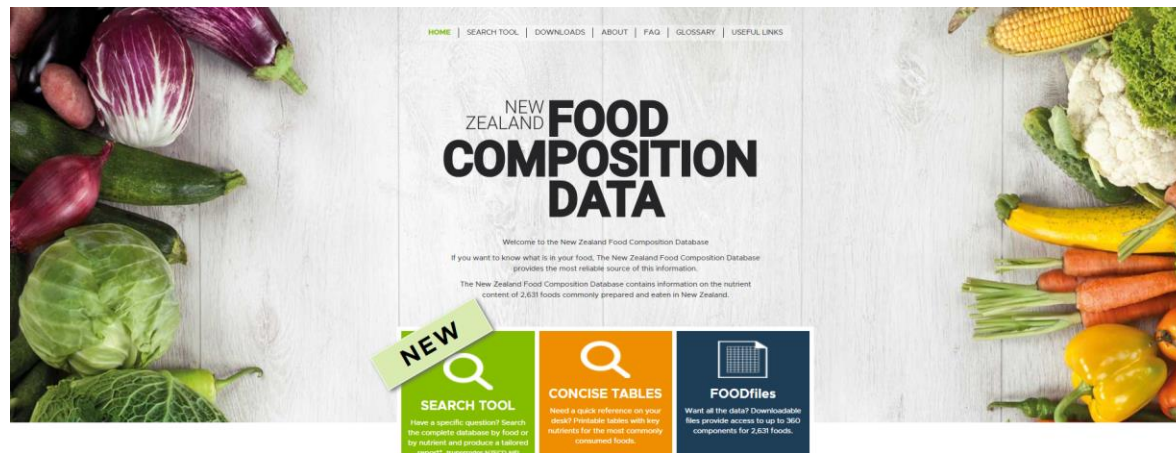 HOME | SEARCH TOOL | DOWNLOADS | ABOUT | FAQ | GLOSSARY | USEFUL LINKS
NEW
ZEALAND FOOD
COMPOSITION
DATA
Welcome to the New Zealand Food Composition Database
If you want to know what is in your food, The New Zealand Food Composition Database
provides the most reliable source of this information.
The New Zealand Food Composition Database contains information on the nutrient
content of 2,631 foods commonly prepared and eaten in New Zealand.
NEW
SEARCH TOOL
Have a specific question? Search
the complete database by food or
by nutrient and produce a tailored
CONCISE TABLES
Need a quick reference on your
desk? Printable tables with key
nutrients for the most commonly
consumed foods.
FOODfiles
Want all the data? Downloadable
files provide access to up to 360
components for 2,631 foods.